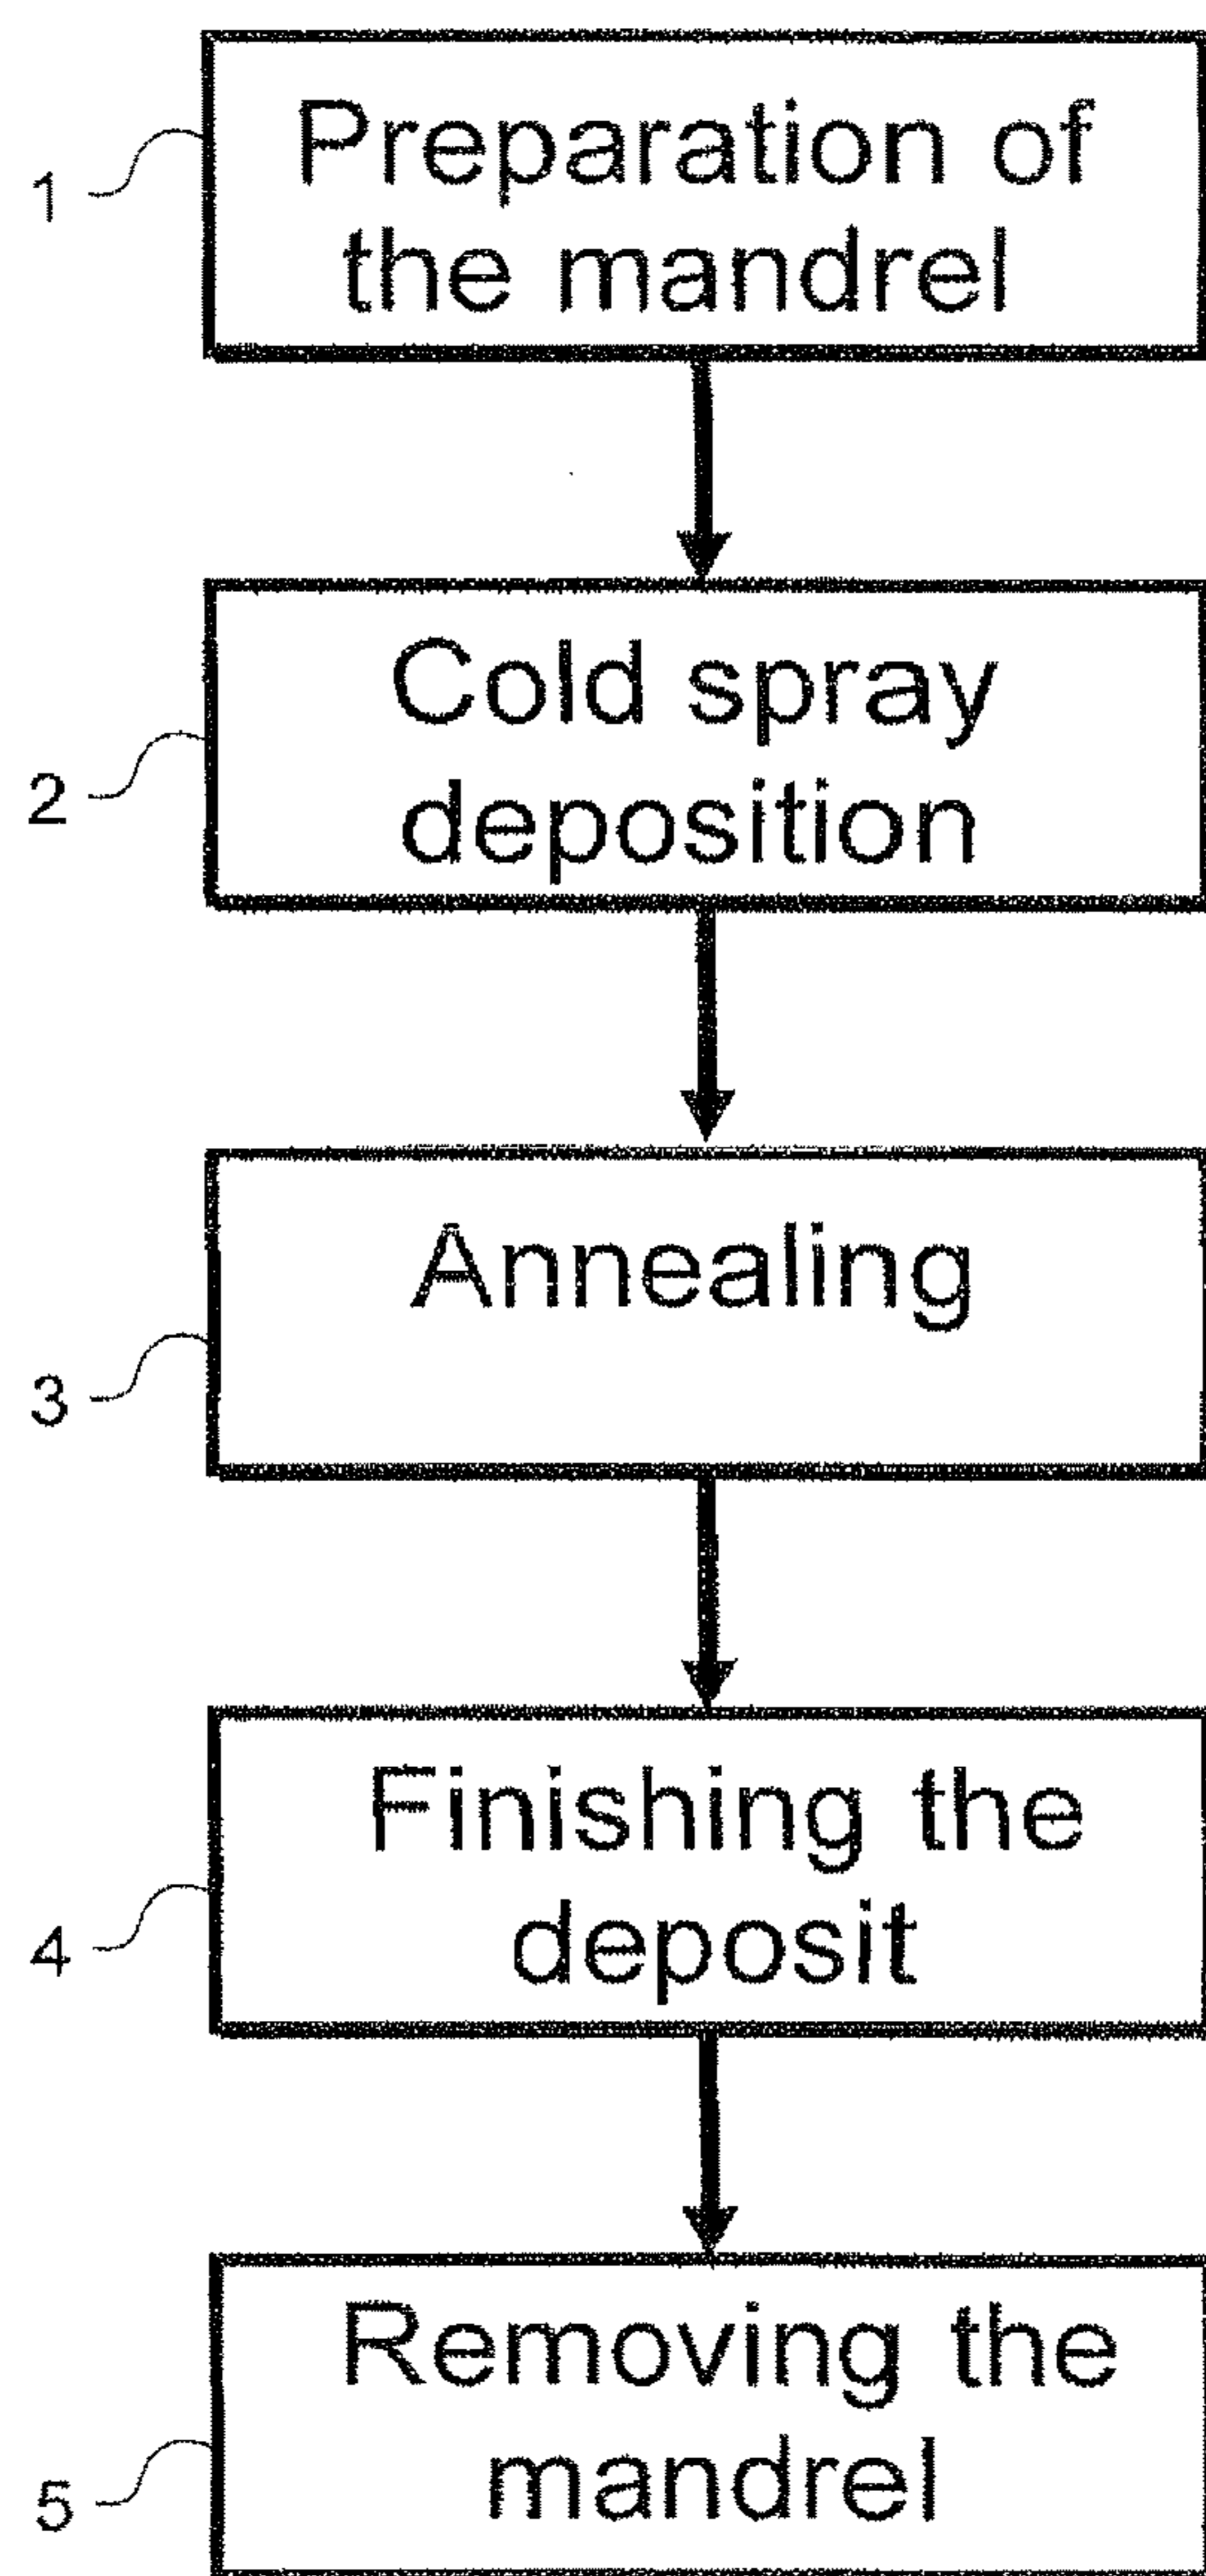 Preparation of
the mandrel
1
Cold spray
deposition
2
Annealing
3
Finishing the
deposit
4
Removing the
mandrel
5